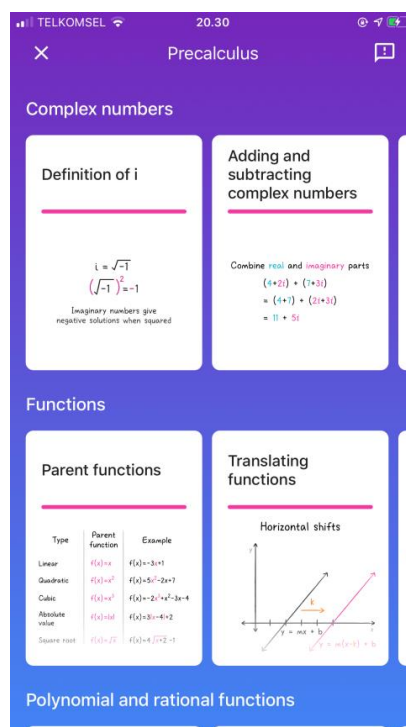 TELKOMSEL 20.30
Precalculus
Complex numbers
Definition of i
i = √-1
(√-1)² = -1
Imaginary numbers give
negative solutions when squared
Adding and
subtracting
complex numbers
Combine real and imaginary parts
(4+2i) + (7+3i)
= (4+7) + (2i+3i)
= 11 + 5i
Functions
Parent functions
Type Parent function Example
Linear f(x)=x f(x)=-3x+1
Quadratic f(x)=x² f(x)=5x²-2x+7
Cubic f(x)=x³ f(x)=-2x³+x²-3x-4
Absolute value f(x)=|x| f(x)=3|x-4|+2
Square root f(x)=√x f(x)=4√x+2 -1
Translating
functions
Horizontal shifts
y
k
x
y = mx + b
y = m(x-k) + b
Polynomial and rational functions